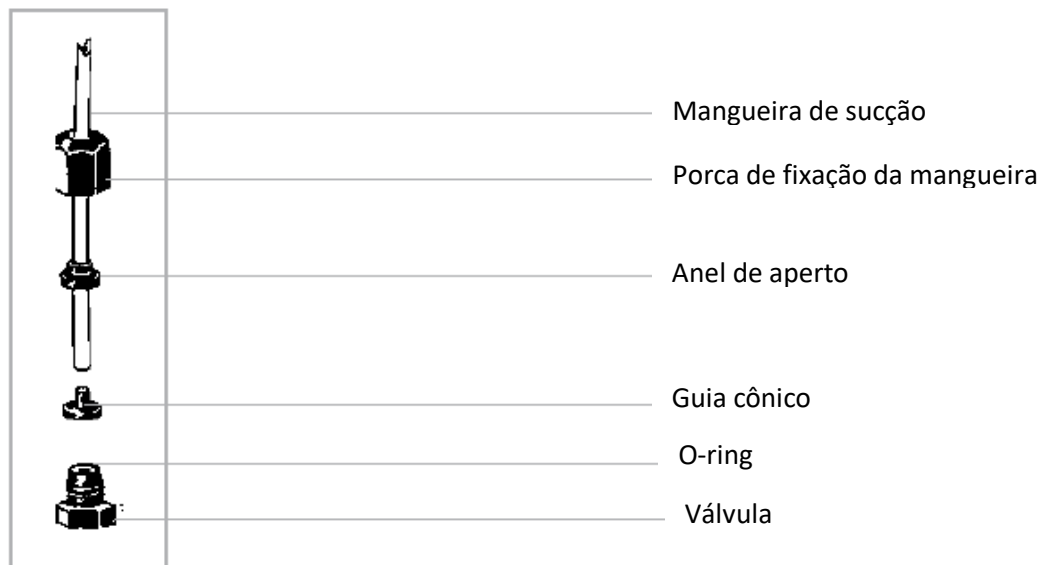 Mangueira de sucção
Porca de fixação da mangueira
Anel de aperto
Guia cônico
O-ring
Válvula